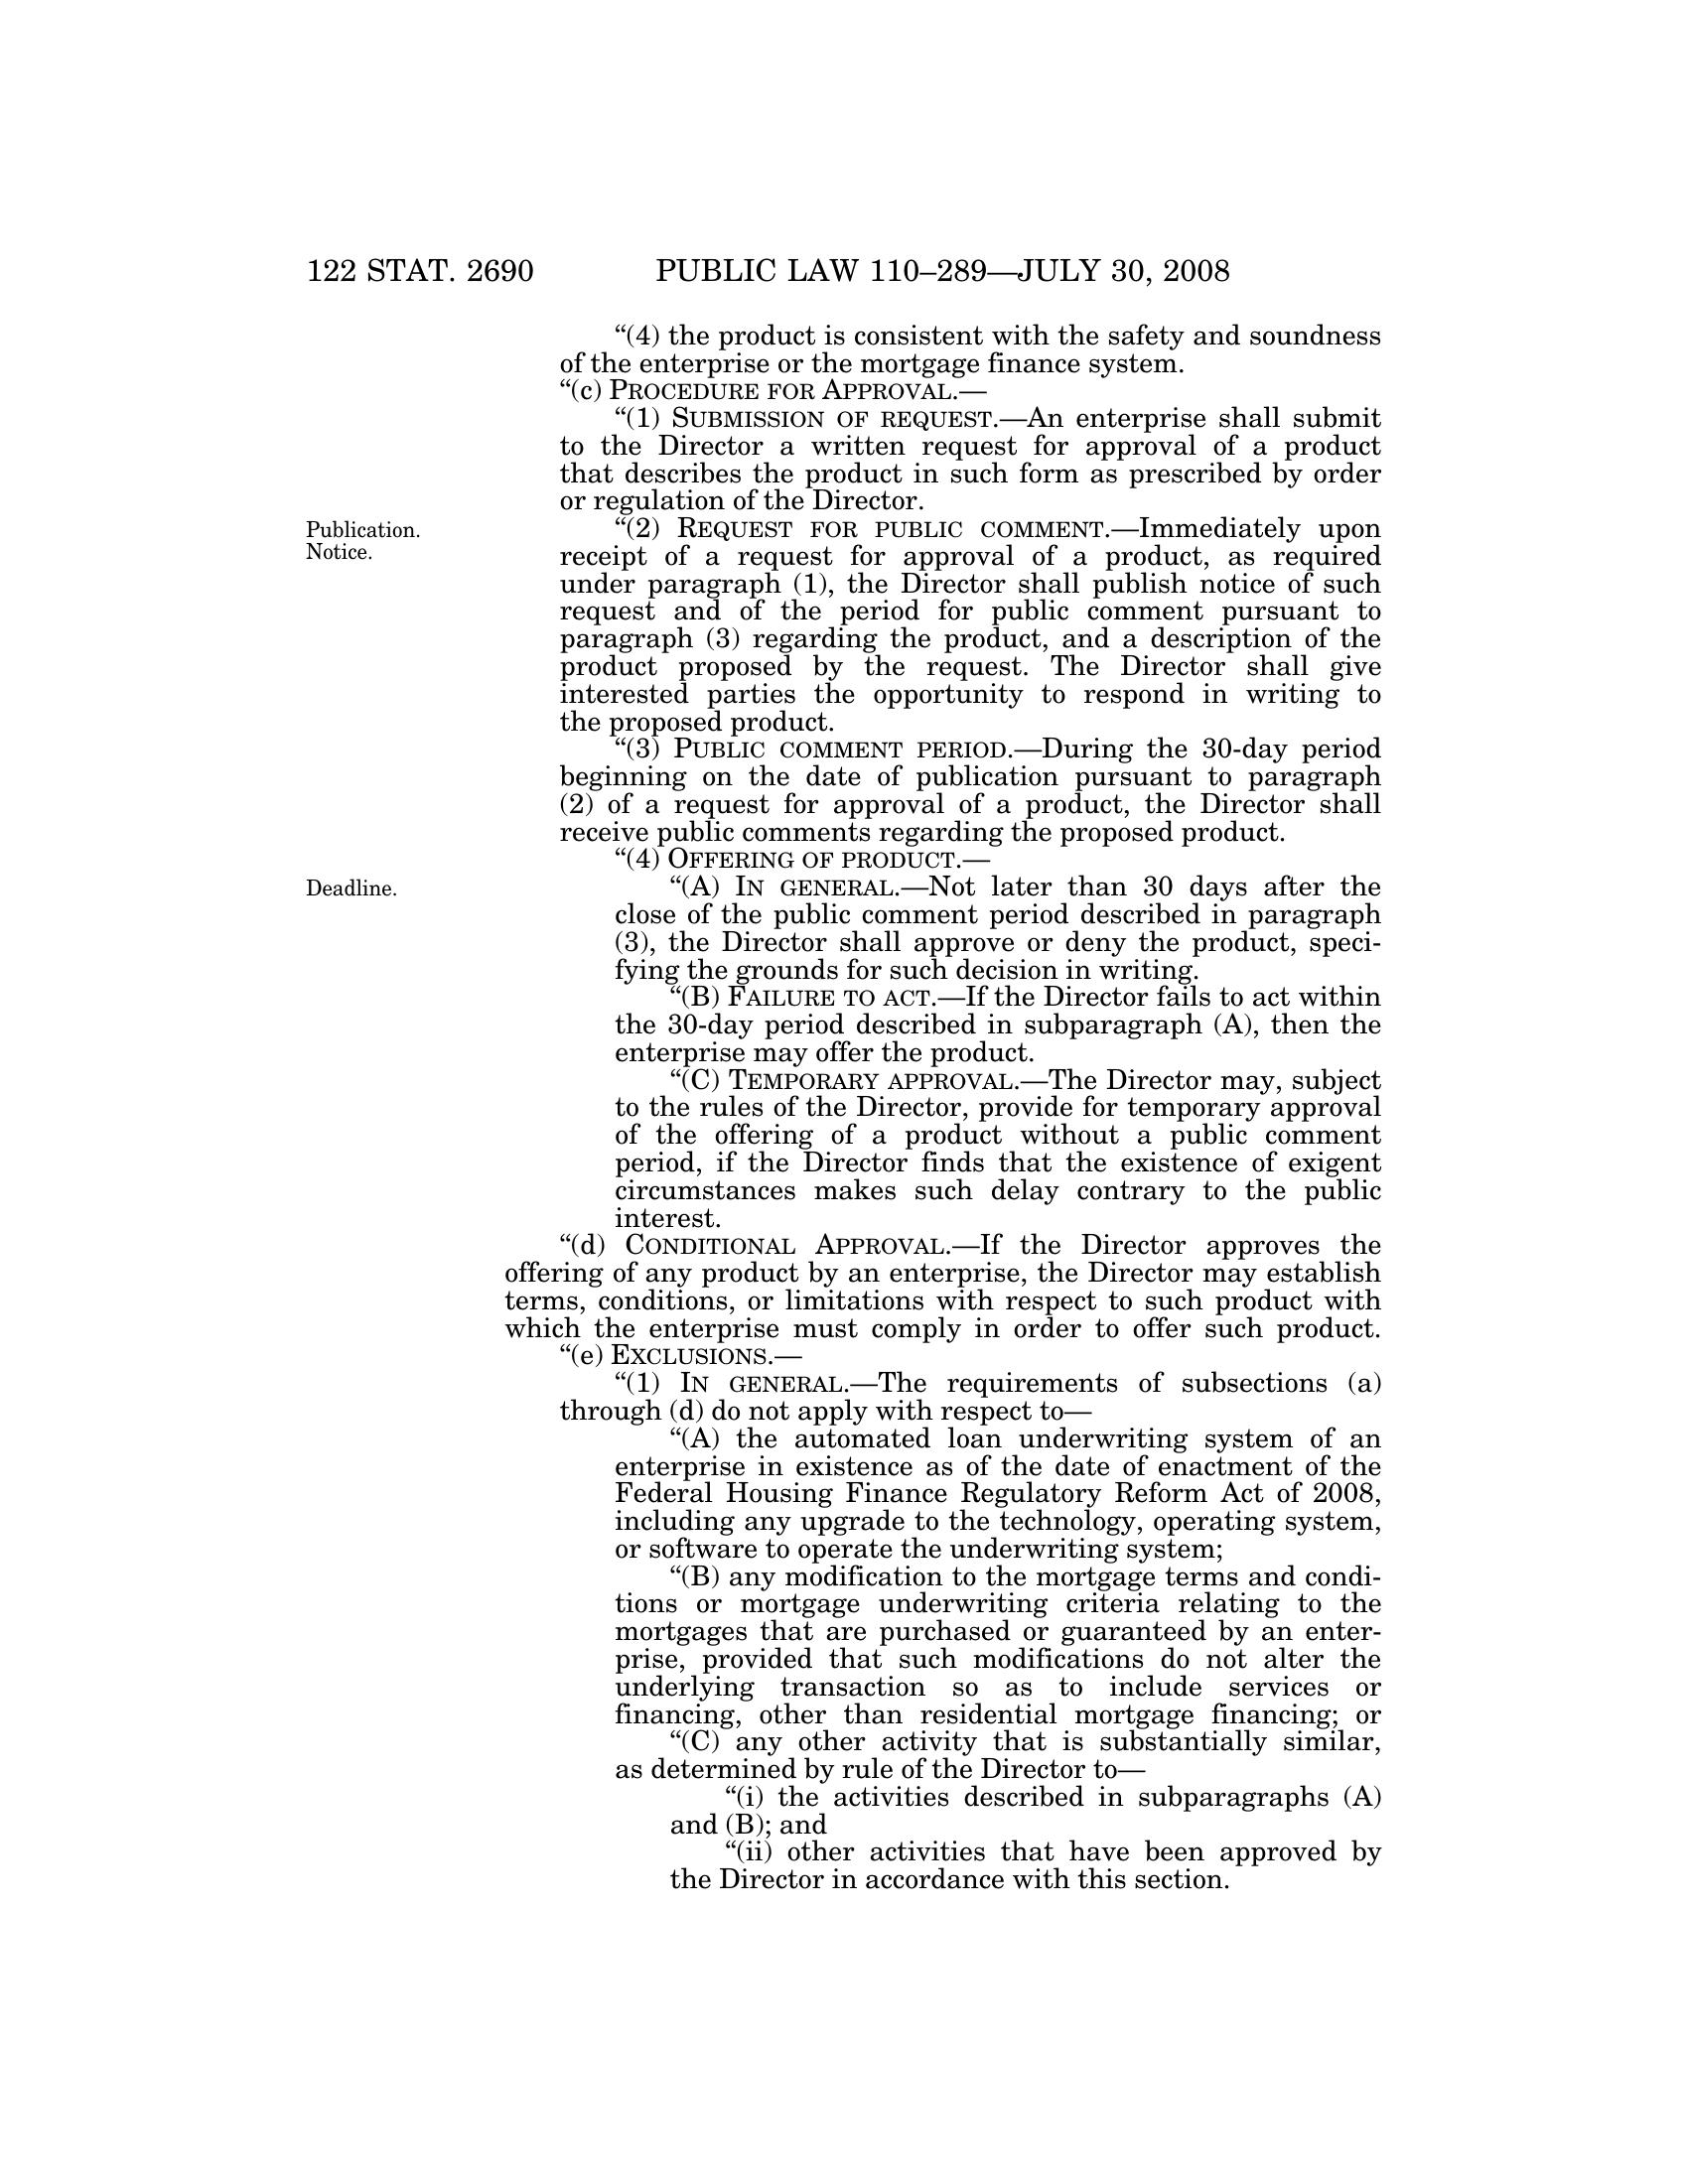 122 STAT. 2690 PUBLIC LAW 110–289—JULY 30, 2008
“(4) the product is consistent with the safety and soundness
of the enterprise or the mortgage finance system.
“(c) PROCEDURE FOR APPROVAL.—
“(1) SUBMISSION OF REQUEST.—An enterprise shall submit
to the Director a written request for approval of a product
that describes the product in such form as prescribed by order
or regulation of the Director.
Publication.
Notice.
“(2) REQUEST FOR PUBLIC COMMENT.—Immediately upon
receipt of a request for approval of a product, as required
under paragraph (1), the Director shall publish notice of such
request and of the period for public comment pursuant to
paragraph (3) regarding the product, and a description of the
product proposed by the request. The Director shall give
interested parties the opportunity to respond in writing to
the proposed product.
“(3) PUBLIC COMMENT PERIOD.—During the 30-day period
beginning on the date of publication pursuant to paragraph
(2) of a request for approval of a product, the Director shall
receive public comments regarding the proposed product.
“(4) OFFERING OF PRODUCT.—
Deadline.
“(A) IN GENERAL.—Not later than 30 days after the
close of the public comment period described in paragraph
(3), the Director shall approve or deny the product, speci-
fying the grounds for such decision in writing.
“(B) FAILURE TO ACT.—If the Director fails to act within
the 30-day period described in subparagraph (A), then the
enterprise may offer the product.
“(C) TEMPORARY APPROVAL.—The Director may, subject
to the rules of the Director, provide for temporary approval
of the offering of a product without a public comment
period, if the Director finds that the existence of exigent
circumstances makes such delay contrary to the public
interest.
“(d) CONDITIONAL APPROVAL.—If the Director approves the
offering of any product by an enterprise, the Director may establish
terms, conditions, or limitations with respect to such product with
which the enterprise must comply in order to offer such product.
“(e) EXCLUSIONS.—
“(1) IN GENERAL.—The requirements of subsections (a)
through (d) do not apply with respect to—
“(A) the automated loan underwriting system of an
enterprise in existence as of the date of enactment of the
Federal Housing Finance Regulatory Reform Act of 2008,
including any upgrade to the technology, operating system,
or software to operate the underwriting system;
“(B) any modification to the mortgage terms and condi-
tions or mortgage underwriting criteria relating to the
mortgages that are purchased or guaranteed by an enter-
prise, provided that such modifications do not alter the
underlying transaction so as to include services or
financing, other than residential mortgage financing; or
“(C) any other activity that is substantially similar,
as determined by rule of the Director to—
“(i) the activities described in subparagraphs (A)
and (B); and
“(ii) other activities that have been approved by
the Director in accordance with this section.